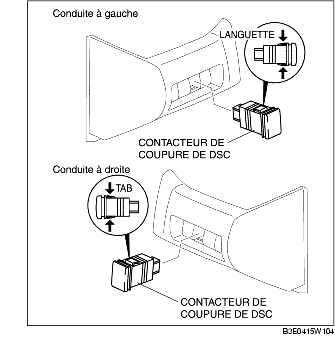 Conduite à gauche
LANGUETTE
CONTACTEUR DE
COUPURE DE DSC
Conduite à droite
TAB
CONTACTEUR DE
COUPURE DE DSC
B3E0415W104